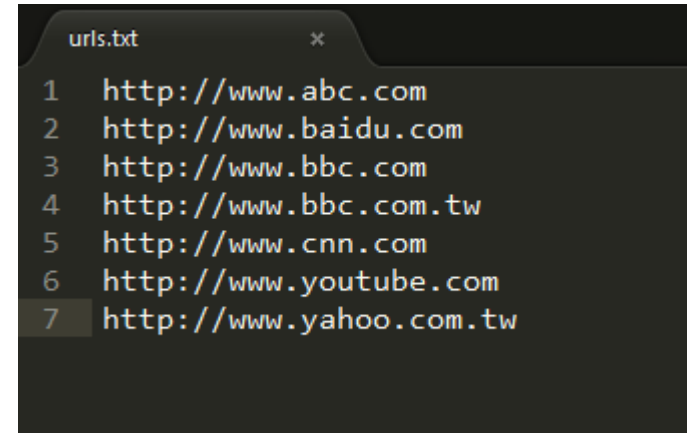 urls.txt ×
1 http://www.abc.com
2 http://www.baidu.com
3 http://www.bbc.com
4 http://www.bbc.com.tw
5 http://www.cnn.com
6 http://www.youtube.com
7 http://www.yahoo.com.tw